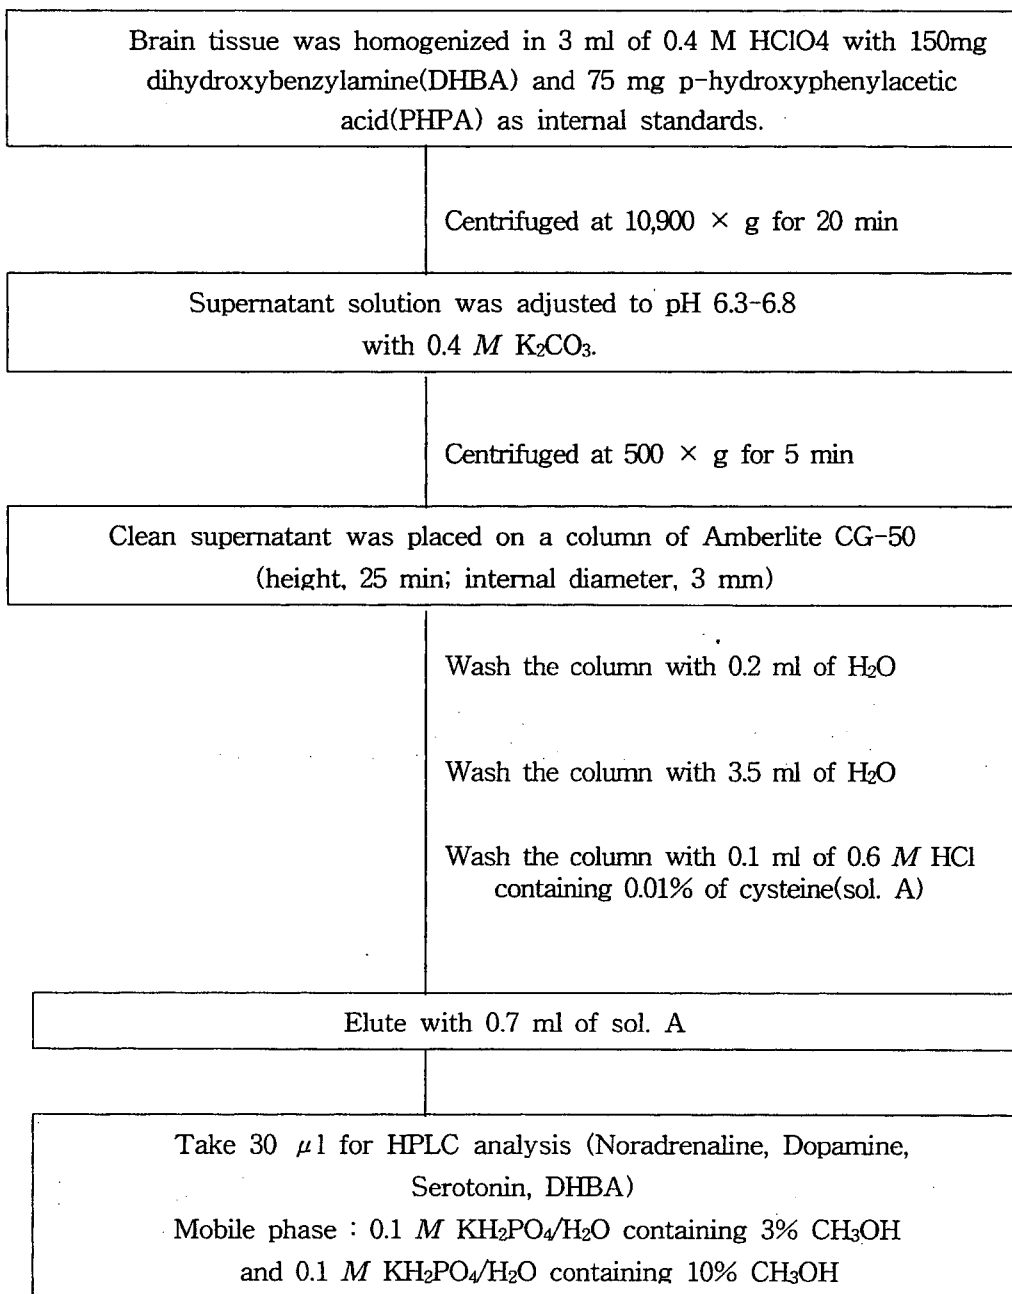 Brain tissue was homogenized in 3 ml of 0.4 M HClO4 with 150mg
dihydroxybenzylamine(DHBA) and 75 mg p-hydroxyphenylacetic
acid(PHPA) as internal standards.
Centrifuged at 10,900 × g for 20 min
Supernatant solution was adjusted to pH 6.3-6.8
with 0.4 M K₂CO₃.
Centrifuged at 500 × g for 5 min
Clean supernatant was placed on a column of Amberlite CG-50
(height, 25 min; internal diameter, 3 mm)
Wash the column with 0.2 ml of H₂O
Wash the column with 3.5 ml of H₂O
Wash the column with 0.1 ml of 0.6 M HCl
containing 0.01% of cysteine(sol. A)
Elute with 0.7 ml of sol. A
Take 30 μl for HPLC analysis (Noradrenaline, Dopamine,
Serotonin, DHBA)
Mobile phase : 0.1 M KH₂PO₄/H₂O containing 3% CH₃OH
and 0.1 M KH₂PO₄/H₂O containing 10% CH₃OH